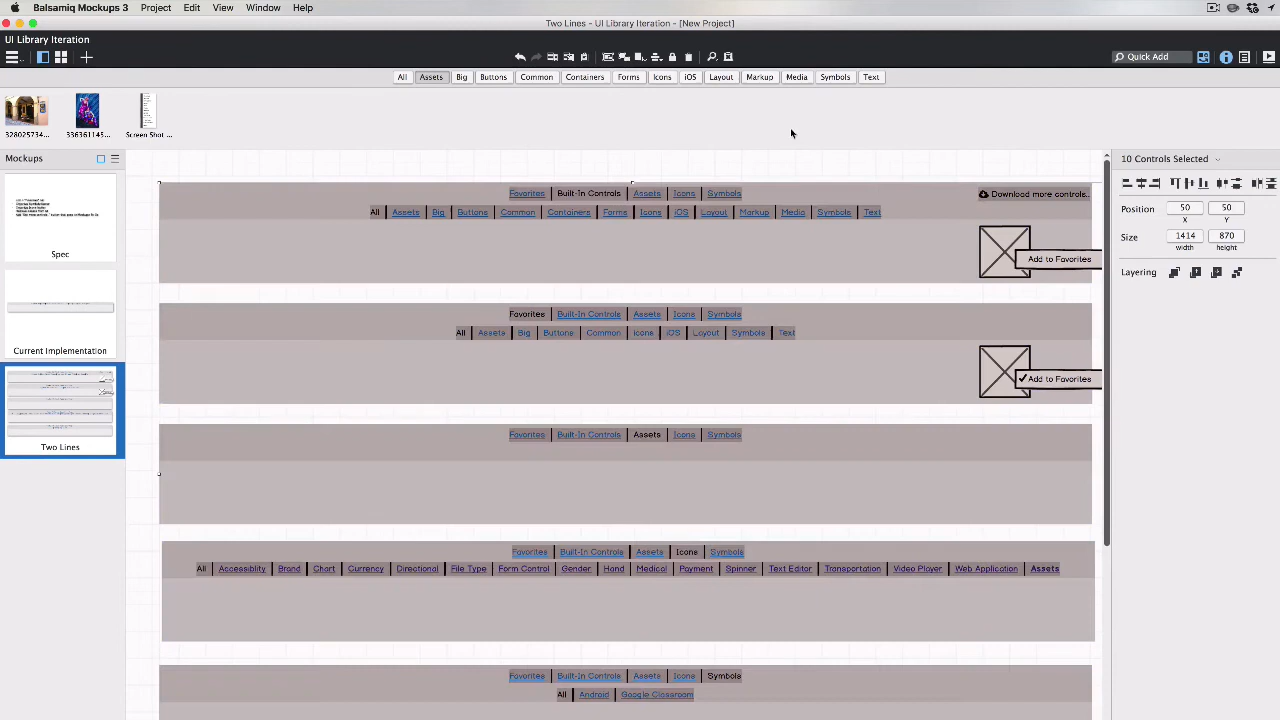 Balsamiq Mockups 3 Project Assets Edit View Window Help
Two Lines - UI Library Iteration - [New Project]
UI Library Iteration
Quick Add
All Assets Big Buttons Common Containers Forms Icons iOS Layout Markup Media Symbols Text
328025734... 336361145... Screen Shot ...
Mockups
Spec
Current Implementation
Two Lines
Favorites Built-In Controls Assets Icons Symbols
Download more controls..
All Assets Big Buttons Common Containers Forms Icons iOS Layout Markup Media Symbols Text
Add to Favorites
Favorites Built-In Controls Assets Icons Symbols
All Assets Big Buttons Common icons iOS Layout Symbols Text
Add to Favorites
Favorites Built-In Controls Assets Icons Symbols
Favorites Built-In Controls Assets Icons Symbols
All Accessiblity Brand Chart Currency Directional File Type Form Control Gender Hand Medical Payment Spinner Text Editor Transportation Video Player Web Application Assets
Favorites Built-In Controls Assets Icons Symbols
All Android Google Classroom
10 Controls Selected
Position 50 50
X Y
Size 1414 870
width height
Layering